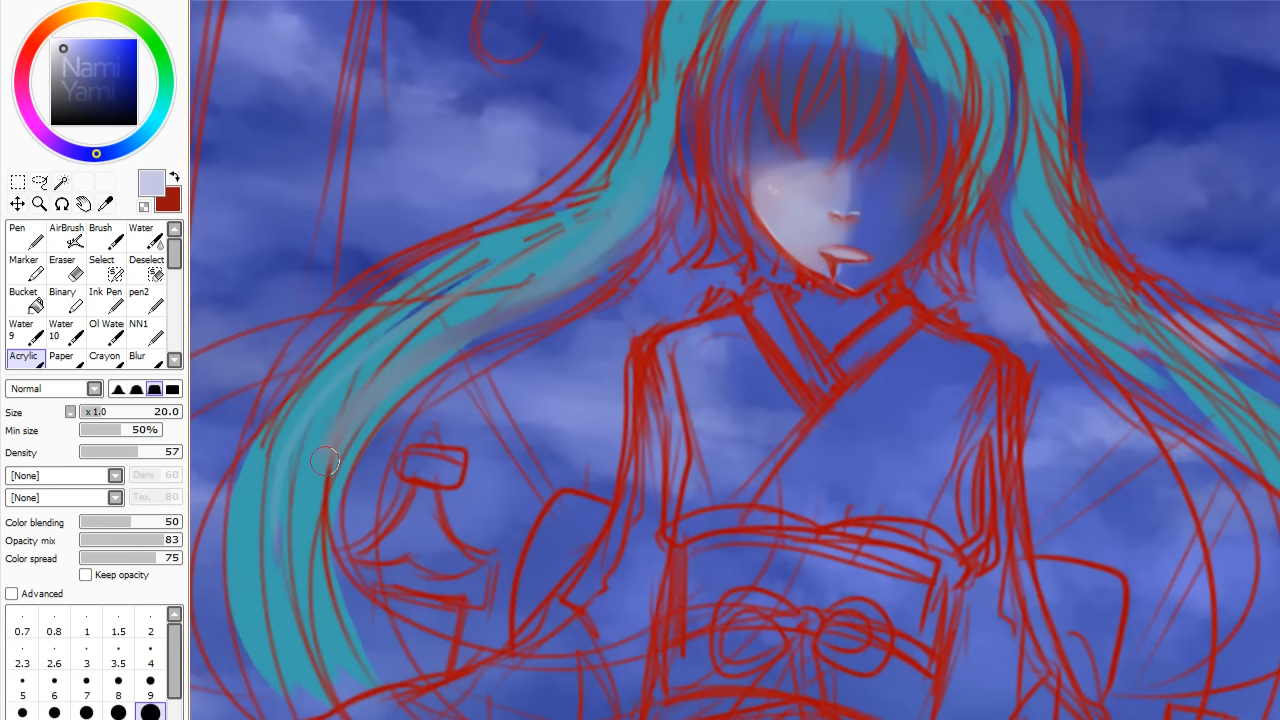 Nami
Yami
Pen AirBrush Brush Water
Marker Eraser Select Deselect
Bucket Binary Ink Pen pen2
Water 9 Water 10 Ol Wate NN1
Acrylic Paper Crayon Blur
Normal
Size x 1.0 20.0
Min size 50%
Density 57
[None] Dens 60
[None] Tex. 80
Color blending 50
Opacity mix 83
Color spread 75
Keep opacity
Advanced
0.7 0.8 1 1.5 2
2.3 2.6 3 3.5 4
5 6 7 8 9